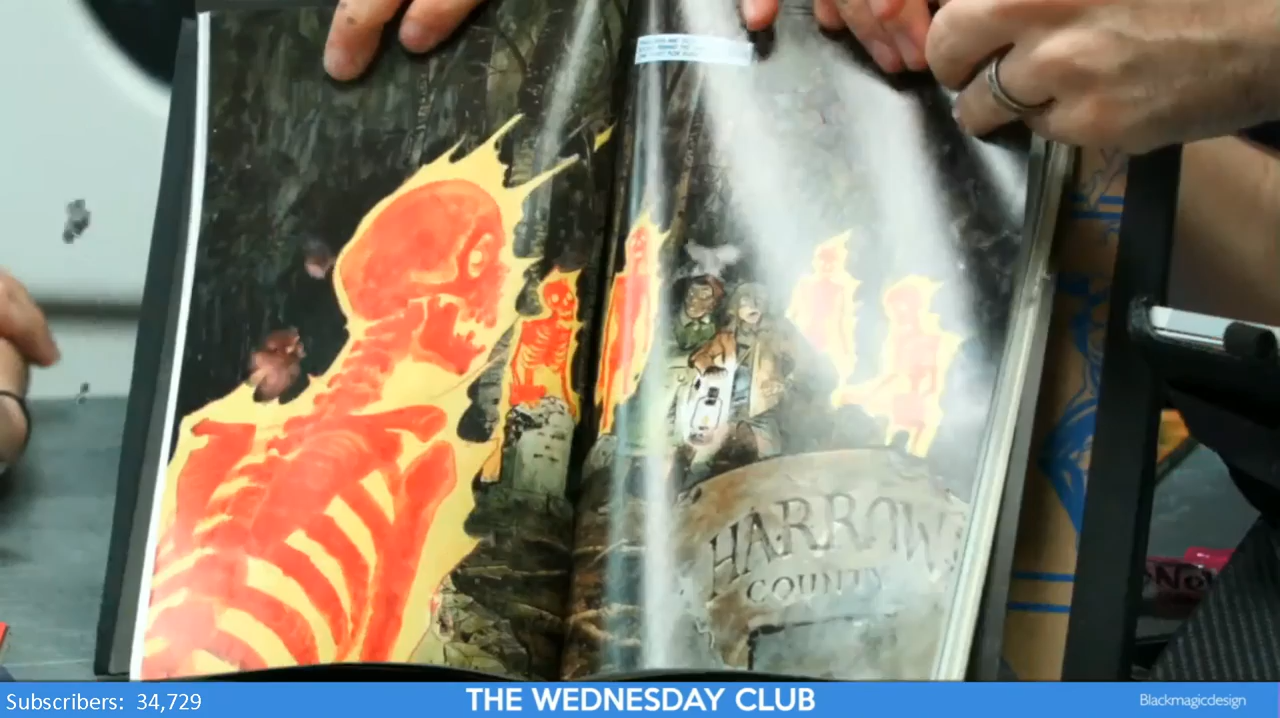 HARROW
COUNTY
Subscribers: 34,729
THE WEDNESDAY CLUB
Blackmagicdesign